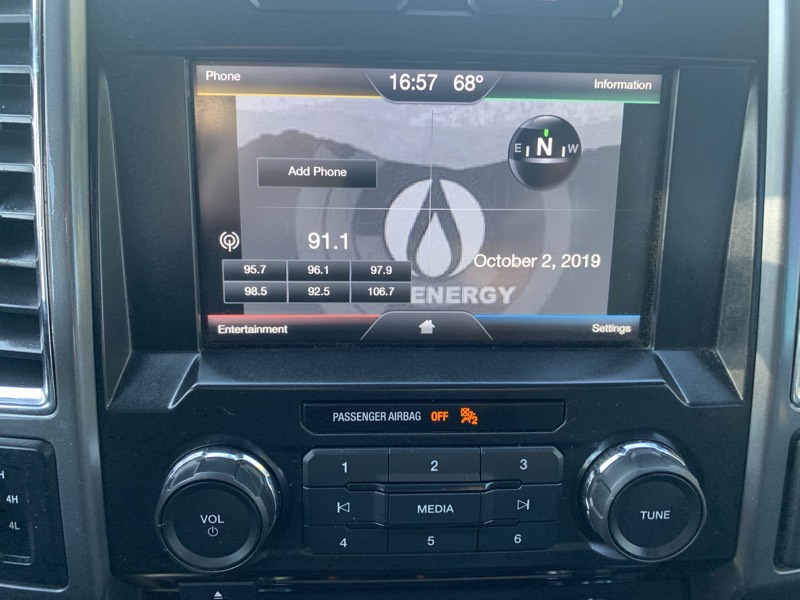 Phone 16:57 68° Information
E N W
Add Phone
91.1
October 2, 2019
95.7 96.1 97.9
98.5 92.5 106.7
ENERGY
Entertainment Settings
PASSENGER AIRBAG OFF 2
1 2 3
VOL MEDIA TUNE
4 5 6
H
4H
4L